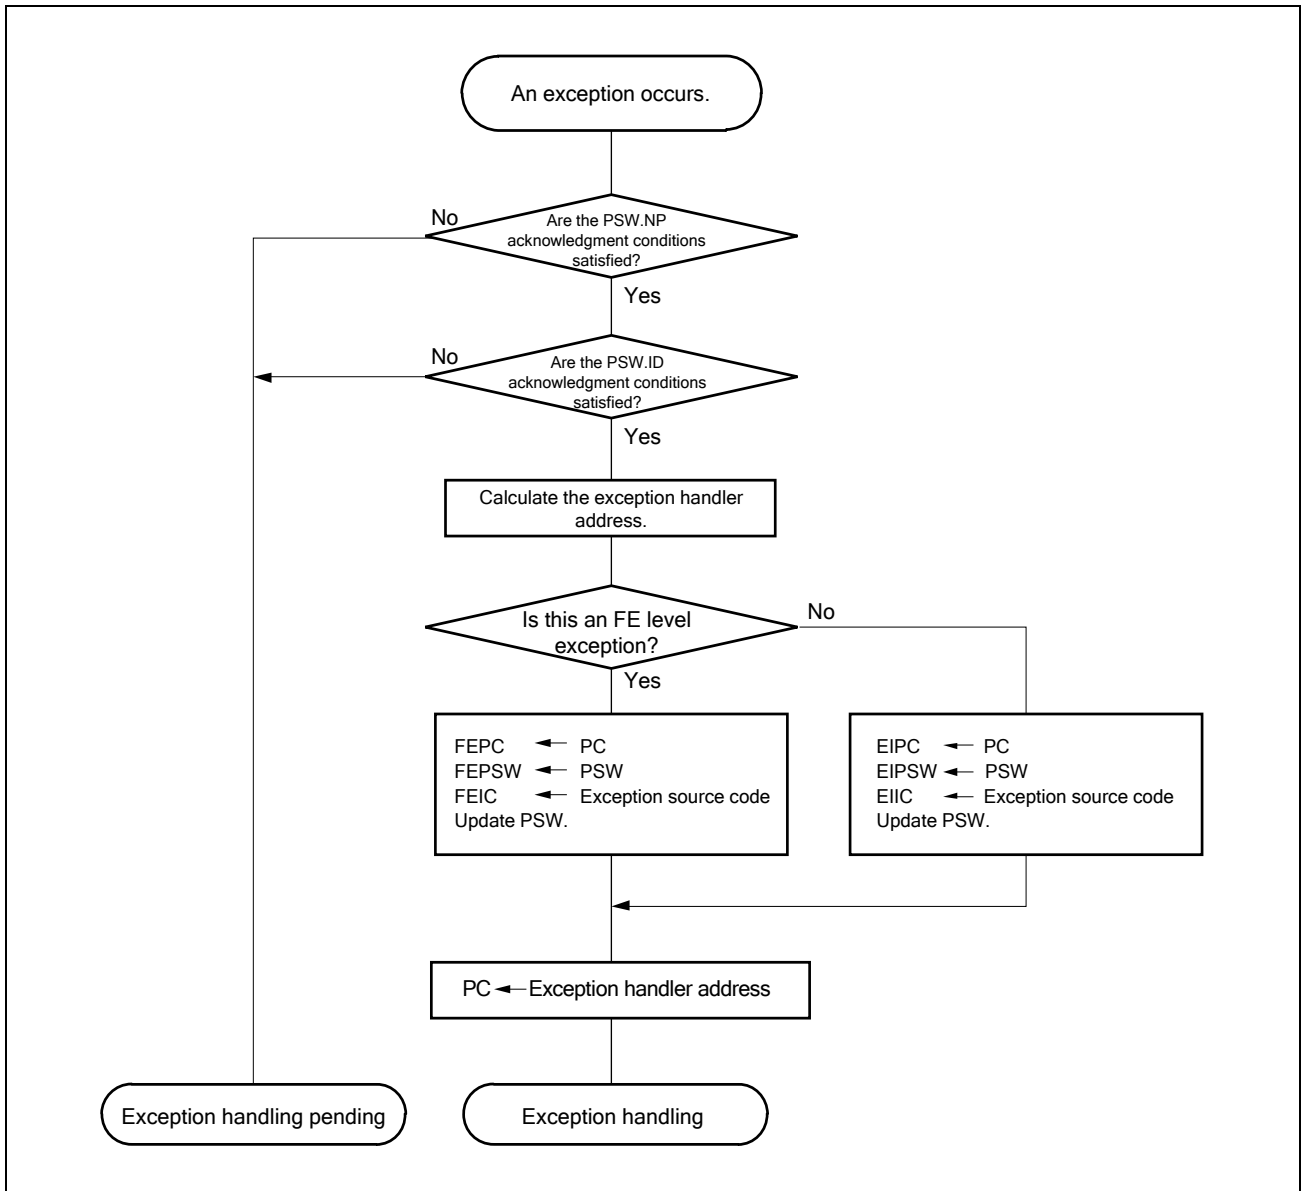 An exception occurs.
No
Are the PSW.NP
acknowledgment conditions
satisfied?
Yes
No
Are the PSW.ID
acknowledgment conditions
satisfied?
Yes
Calculate the exception handler
address.
Is this an FE level
exception?
No
Yes
FEPC ← PC
FEPSW ← PSW
FEIC ← Exception source code
Update PSW.
EIPC ← PC
EIPSW ← PSW
EIIC ← Exception source code
Update PSW.
PC ← Exception handler address
Exception handling pending
Exception handling